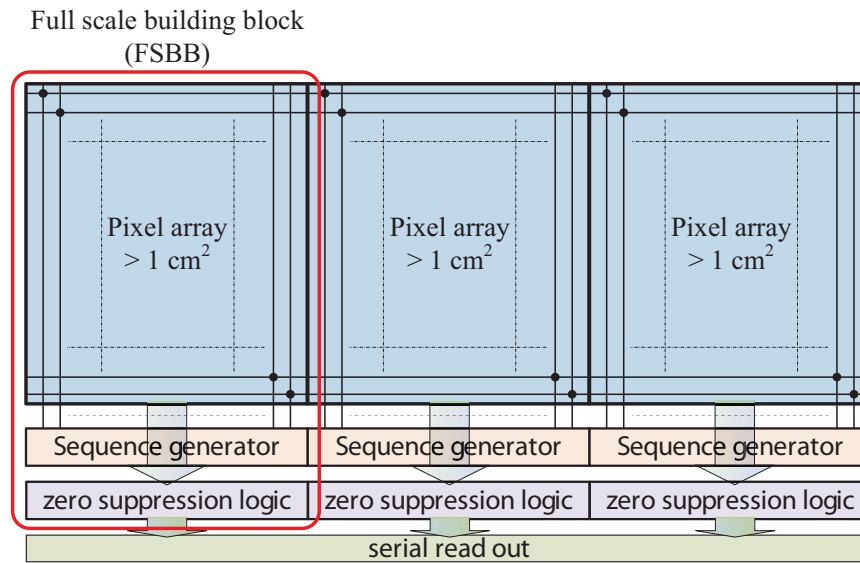 Full scale building block
(FSBB)
Pixel array
> 1 cm²
Pixel array
> 1 cm²
Pixel array
> 1 cm²
Sequence generator
Sequence generator
Sequence generator
zero suppression logic
zero suppression logic
zero suppression logic
serial read out